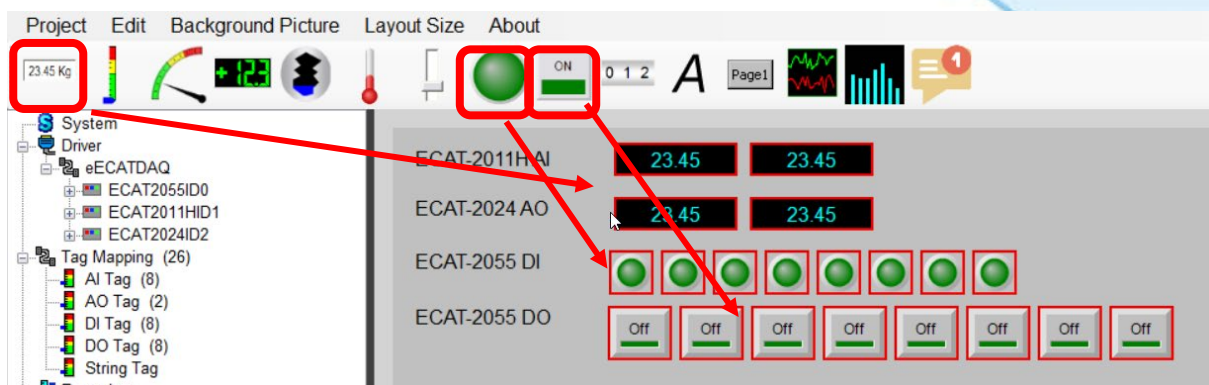 Project Edit Background Picture Layout Size About
23.45 Kg +123 ON 0 1 2 A Page1 1
System
Driver
eECATDAQ
ECAT2055ID0
ECAT2011HID1
ECAT2024ID2
Tag Mapping (26)
AI Tag (8)
AO Tag (2)
DI Tag (8)
DO Tag (8)
String Tag
ECAT-2011H AI 23.45 23.45
ECAT-2024 AO 23.45 23.45
ECAT-2055 DI
ECAT-2055 DO Off Off Off Off Off Off Off Off